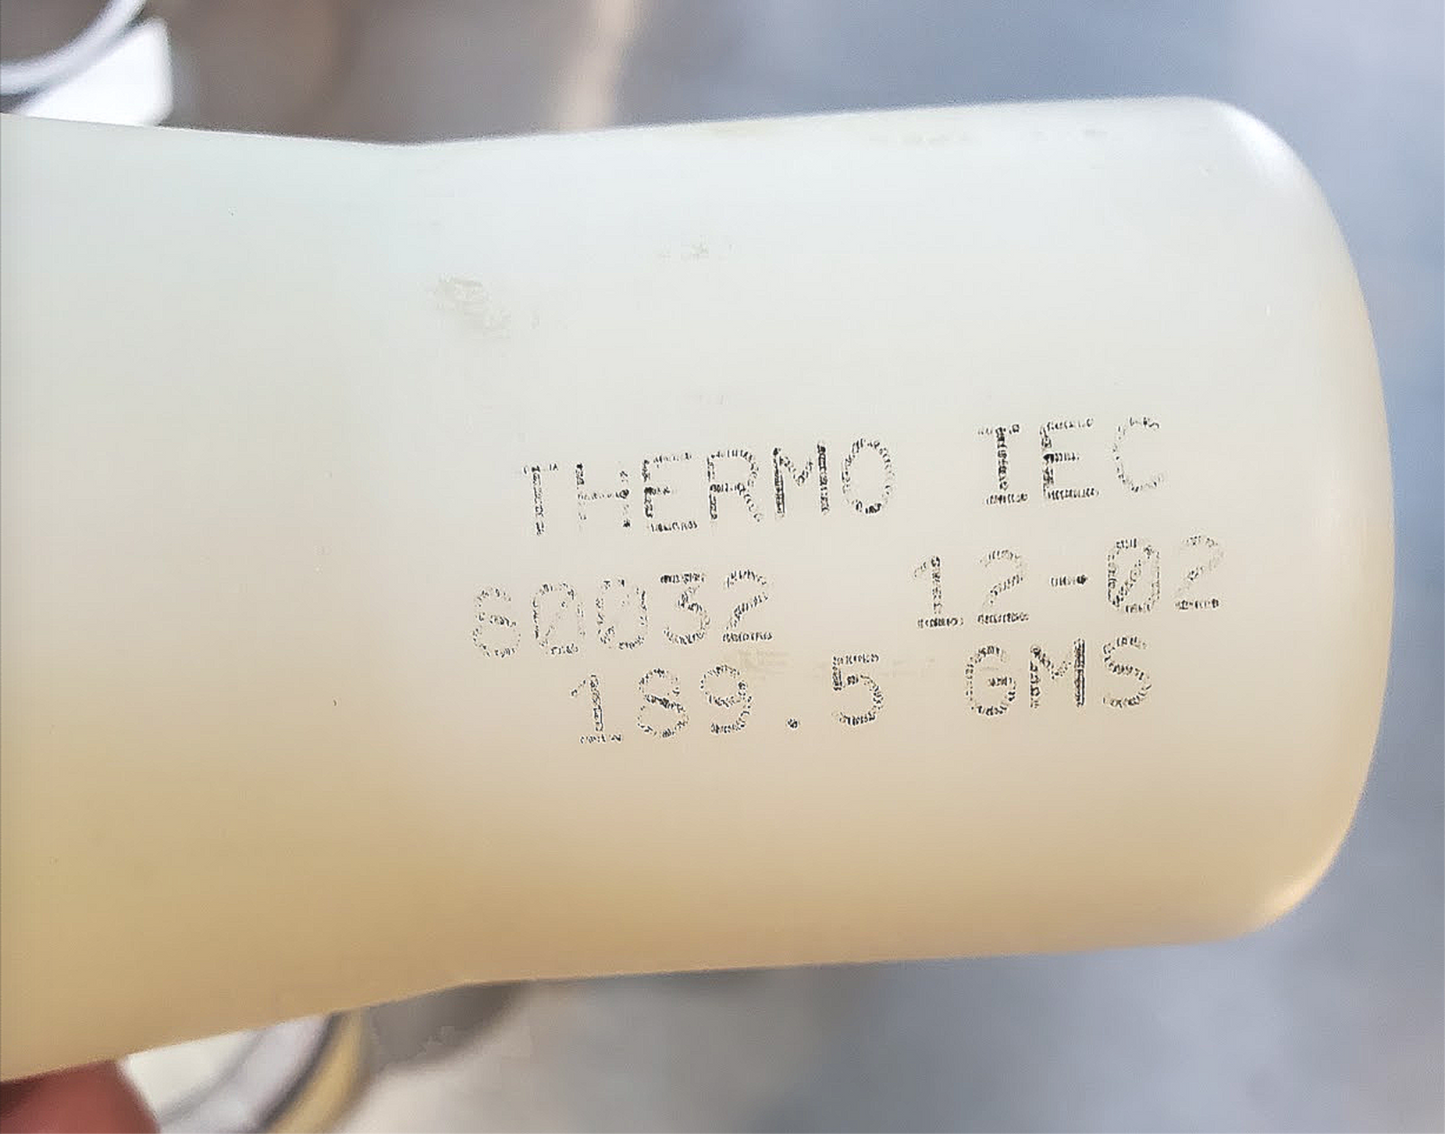 THERMO IEC
60032 12-02
189.5 GMS